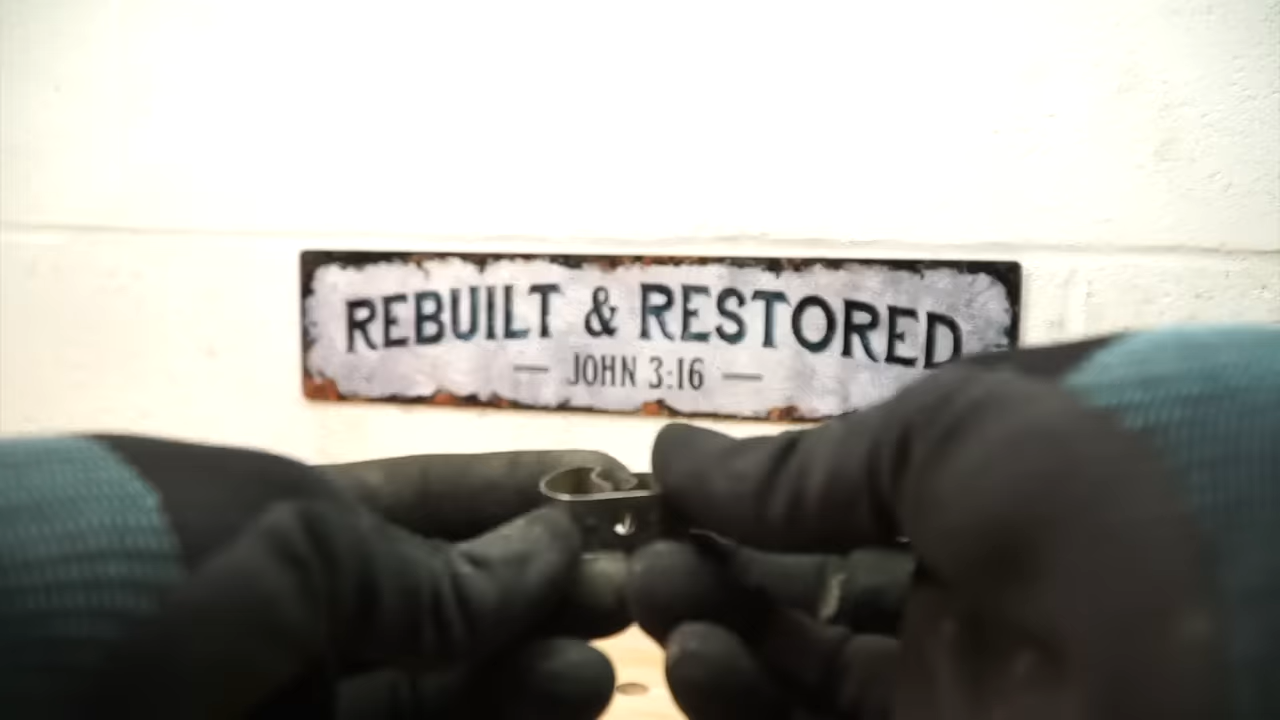 REBUILT & RESTORED
— JOHN 3:16 —